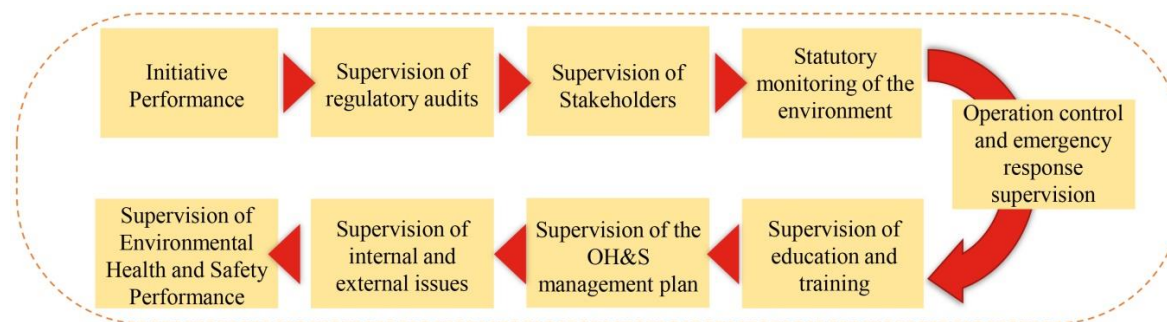 Initiative
Performance
Supervision of
regulatory audits
Supervision of
Stakeholders
Statutory
monitoring of the
environment
Operation control
and emergency
response
supervision
Supervision of
education and
training
Supervision of the
OH&S
management plan
Supervision of
internal and
external issues
Supervision of
Environmental
Health and Safety
Performance